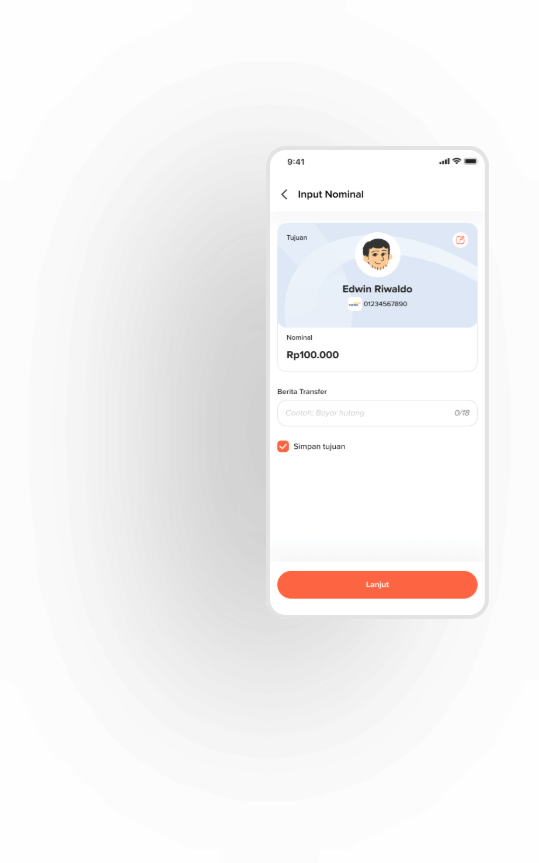 9:41
Input Nominal
Tujuan
Edwin Riwaldo
01234567890
Nominal
Rp100.000
Berita Transfer
Contoh: Bayar hutang
0/18
Simpan tujuan
Lanjut